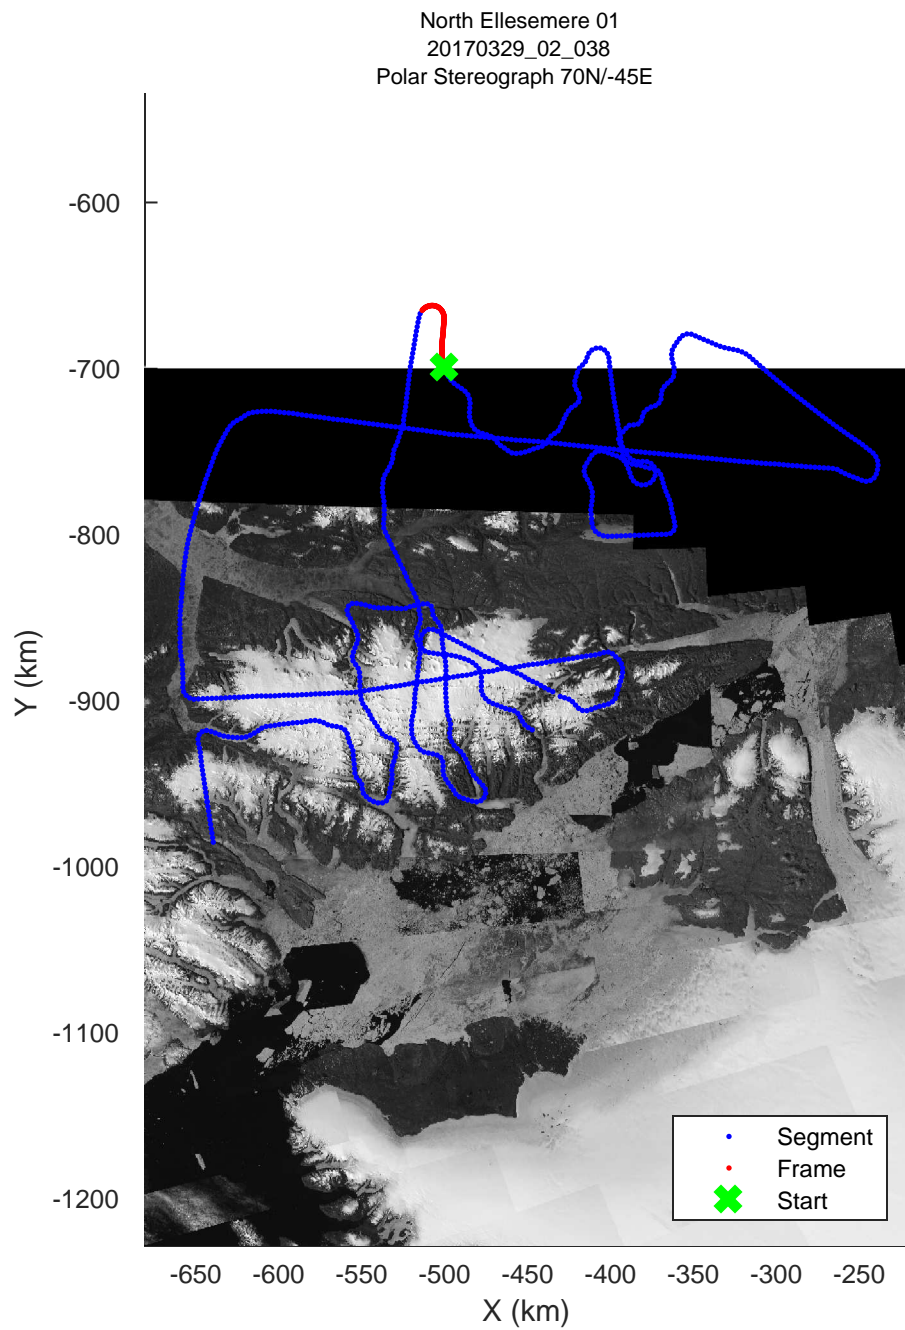 North Ellesemere 01
20170329_02_038
Polar Stereograph 70N/-45E
-600
-700
-800
-900
-1000
-1100
-1200
Y (km)
Segment
Frame
Start
-650 -600 -550 -500 -450 -400 -350 -300 -250
X (km)